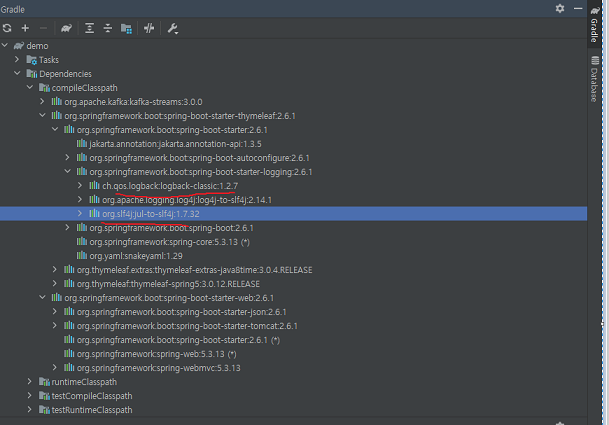 Gradle
demo
Tasks
Dependencies
compileClasspath
org.apache.kafka:kafka-streams:3.0.0
org.springframework.boot:spring-boot-starter-thymeleaf:2.6.1
org.springframework.boot:spring-boot-starter:2.6.1
jakarta.annotation:jakarta.annotation-api:1.3.5
org.springframework.boot:spring-boot-autoconfigure:2.6.1
org.springframework.boot:spring-boot-starter-logging:2.6.1
ch.qos.logback:logback-classic:1.2.7
org.apache.logging.log4j:log4j-to-slf4j:2.14.1
org.slf4j:jul-to-slf4j:1.7.32
org.springframework.boot:spring-boot:2.6.1
org.springframework:spring-core:5.3.13 (*)
org.yaml:snakeyaml:1.29
org.thymeleaf.extras:thymeleaf-extras-java8time:3.0.4.RELEASE
org.thymeleaf:thymeleaf-spring5:3.0.12.RELEASE
org.springframework.boot:spring-boot-starter-web:2.6.1
org.springframework.boot:spring-boot-starter-json:2.6.1
org.springframework.boot:spring-boot-starter-tomcat:2.6.1
org.springframework.boot:spring-boot-starter:2.6.1 (*)
org.springframework:spring-web:5.3.13 (*)
org.springframework:spring-webmvc:5.3.13
runtimeClasspath
testCompileClasspath
testRuntimeClasspath
Gradle
Database